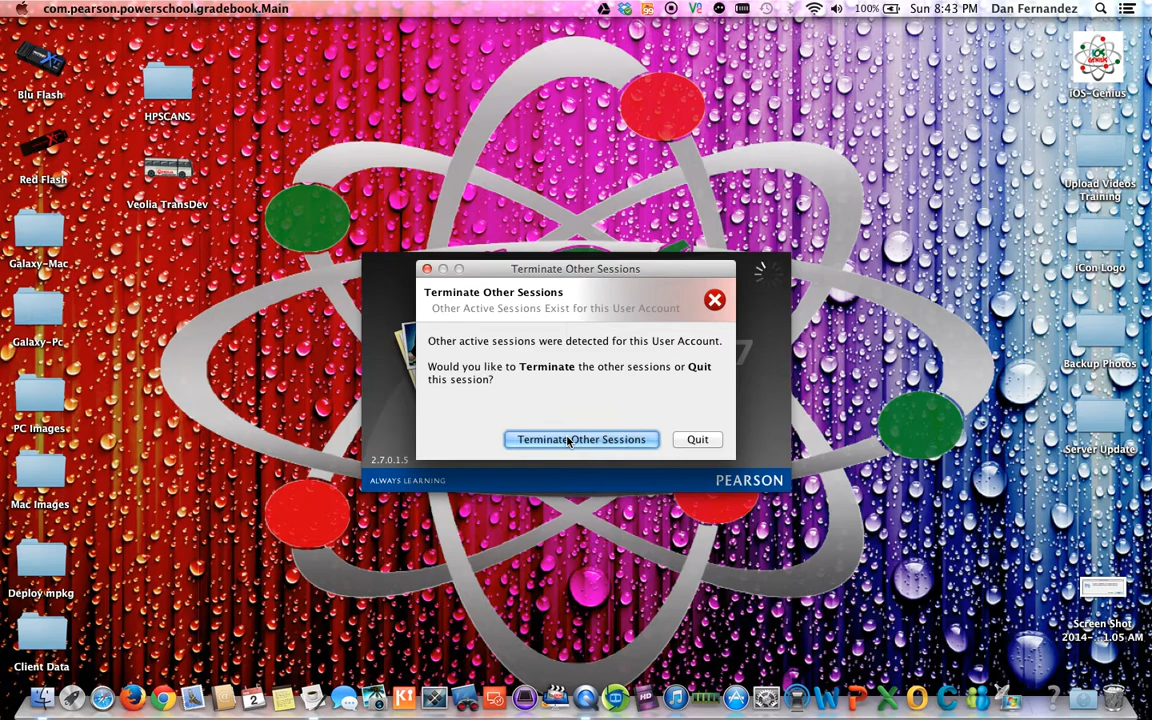 com.pearson.powerschool.gradebook.Main
100%
Sun 8:43 PM
Dan Fernandez
Blu Flash
HPSCANS
iOS-Genius
Red Flash
Veolia TransDev
Upload Videos
Training
Galaxy-Mac
iCon Logo
Galaxy-Pc
Backup Photos
PC Images
Server Update
Mac Images
Deploy mpkg
Screen Shot
2014-...1.05 AM
Client Data
Terminate Other Sessions
Terminate Other Sessions
Other Active Sessions Exist for this User Account
Other active sessions were detected for this User Account.
Would you like to Terminate the other sessions or Quit
this session?
Terminate Other Sessions
Quit
2.7.0.1.5
ALWAYS LEARNING
PEARSON